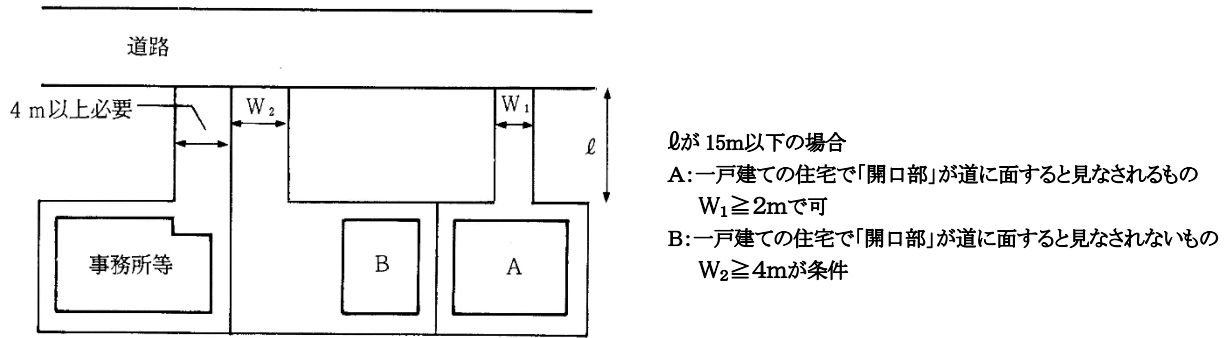 道路
4 m以上必要
W₂
W₁
ℓ
事務所等
B
A
ℓが 15m以下の場合
A:一戸建ての住宅で「開口部」が道に面すると見なされるもの
W₁≧2mで可
B:一戸建ての住宅で「開口部」が道に面すると見なされないもの
W₂≧4mが条件